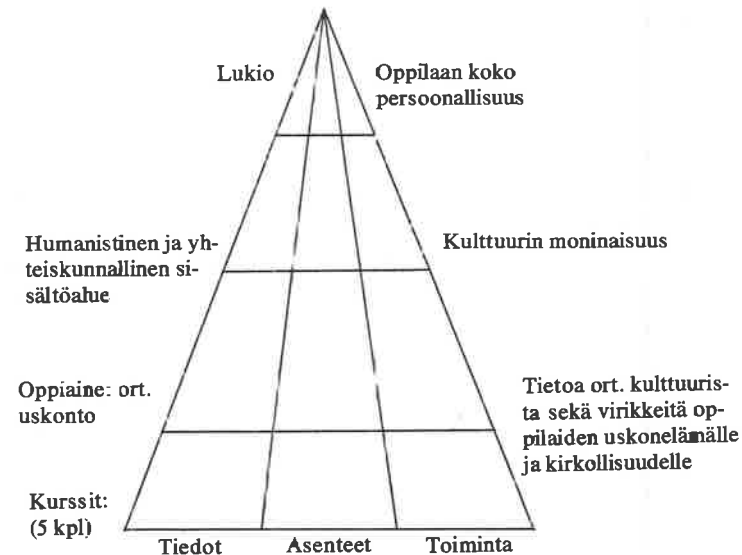 Lukio
Oppilaan koko
persoonallisuus
Humanistinen ja yh-
teiskunnallinen si-
sältöalue
Kulttuurin moninaisuus
Oppiaine: ort.
uskonto
Tietoa ort. kulttuuris-
ta sekä virikkeitä op-
pilaiden uskonelämälle
ja kirkollisuudelle
Kurssit:
(5 kpl)
Tiedot
Asenteet
Toiminta